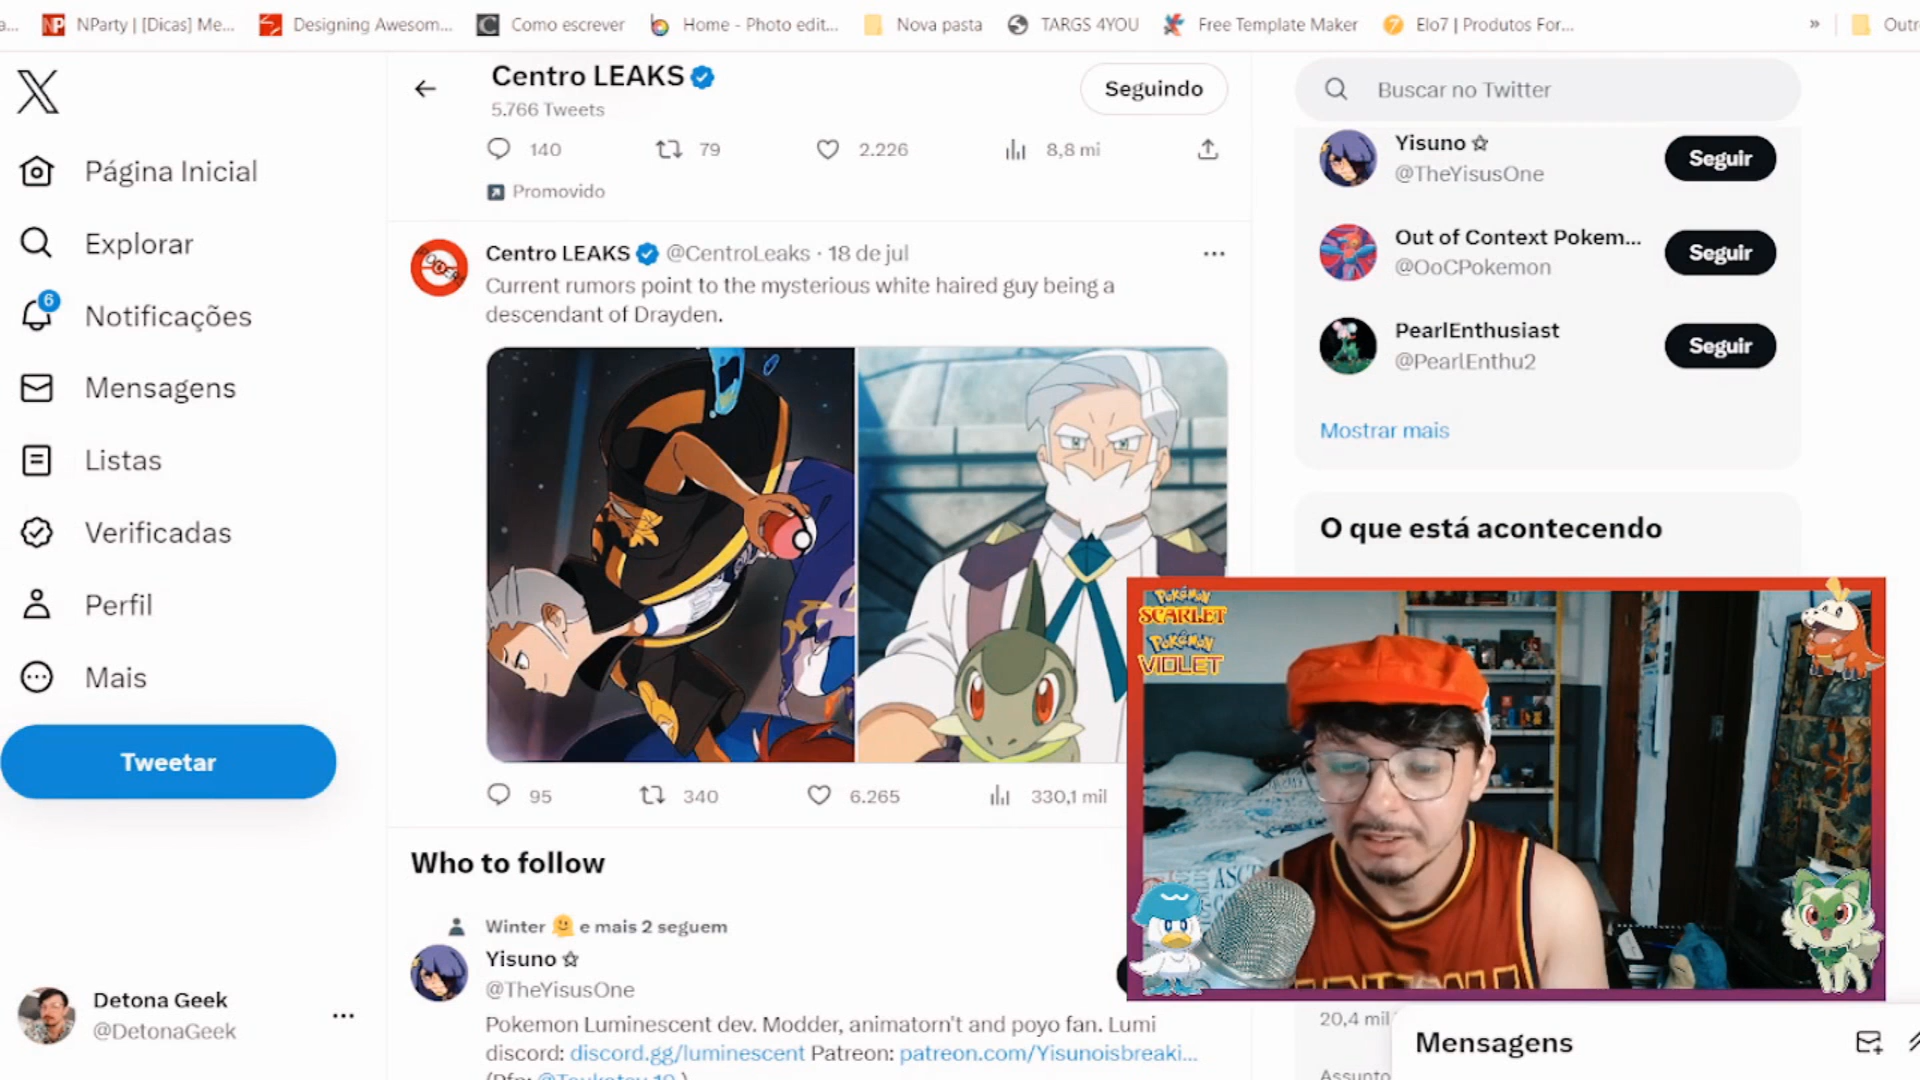 a...
NParty | [Dicas] Me...
Designing Awesom...
Como escrever
Home - Photo edit...
Nova pasta
TARGS 4YOU
Free Template Maker
Elo7 | Produtos For...
»
Outr
Centro LEAKS
5.766 Tweets
Seguindo
Buscar no Twitter
140
79
2.226
8,8 mi
Promovido
Página Inicial
Explorar
6
Notificações
Mensagens
Listas
Verificadas
Perfil
Mais
Tweetar
Detona Geek
@DetonaGeek
Centro LEAKS @CentroLeaks · 18 de jul
Current rumors point to the mysterious white haired guy being a
descendant of Drayden.
95
340
6.265
330,1 mil
Who to follow
Winter e mais 2 seguem
Yisuno ☆
@TheYisusOne
Pokemon Luminescent dev. Modder, animatorn't and poyo fan. Lumi
discord: discord.gg/luminescent Patreon: patreon.com/Yisunoisbreaki...
Yisuno ☆
@TheYisusOne
Seguir
Out of Context Pokem...
@OoCPokemon
Seguir
PearlEnthusiast
@PearlEnthu2
Seguir
Mostrar mais
O que está acontecendo
POKéMON
SCARLET
POKéMON
VIOLET
20,4 mil
Mensagens
Assunto